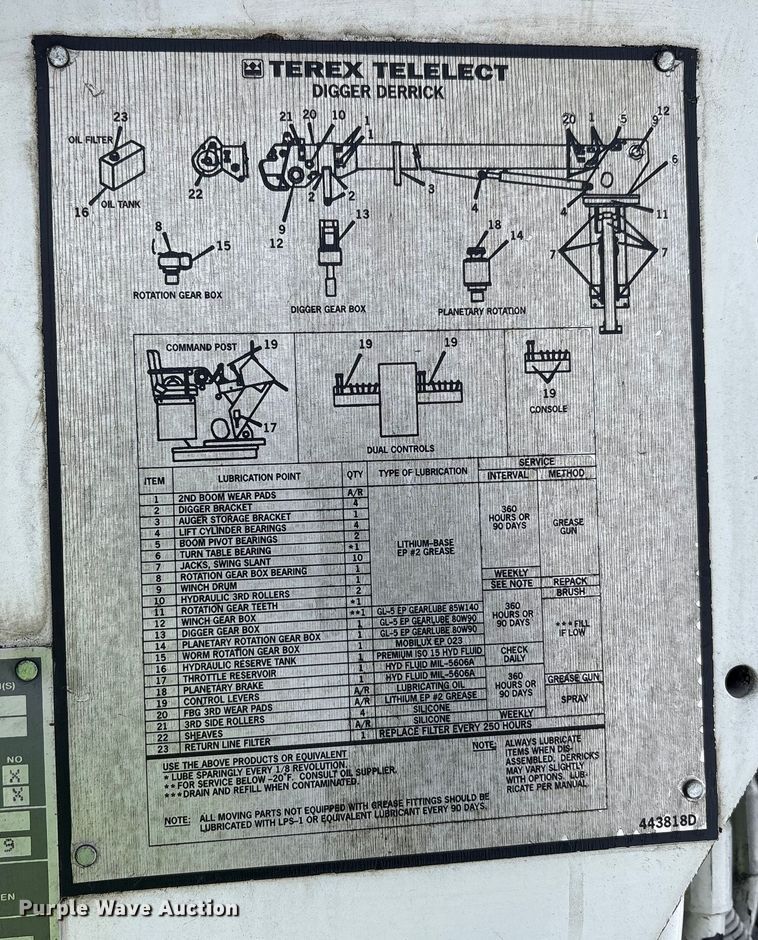 TEREX TELELECT
DIGGER DERRICK
23
OIL FILTER
16
OIL TANK
22
21 20 10 1
1
2 2
9
12
3
4
4
20 1 5 12
9
6
11
7 7
8 15
ROTATION GEAR BOX
13
DIGGER GEAR BOX
18
14
PLANETARY ROTATION
COMMAND POST 19
17
19 19
DUAL CONTROLS
19
CONSOLE
ITEM LUBRICATION POINT QTY TYPE OF LUBRICATION SERVICE
INTERVAL METHOD
1 2ND BOOM WEAR PADS A/R
2 DIGGER BRACKET 4
3 AUGER STORAGE BRACKET 1
4 LIFT CYLINDER BEARINGS 4
5 BOOM PIVOT BEARINGS 2
6 TURN TABLE BEARING *1
7 JACKS, SWING SLANT 10
8 ROTATION GEAR BOX BEARING 1
9 WINCH DRUM 1
10 HYDRAULIC 3RD ROLLERS 2
LITHIUM-BASE
EP #2 GREASE
360
HOURS OR
90 DAYS
GREASE
GUN
WEEKLY
SEE NOTE REPACK
BRUSH
11 ROTATION GEAR TEETH *1
12 WINCH GEAR BOX **1 GL-5 EP GEARLUBE 85W140
13 DIGGER GEAR BOX 1 GL-5 EP GEARLUBE 80W90
14 PLANETARY ROTATION GEAR BOX 1 GL-5 EP GEARLUBE 80W90
15 WORM ROTATION GEAR BOX 1 MOBILUX EP 023
16 HYDRAULIC RESERVE TANK 1 PREMIUM ISO 15 HYD FLUID
17 THROTTLE RESERVOIR 1 HYD FLUID MIL-5606A
18 PLANETARY BRAKE 1 HYD FLUID MIL-5606A
19 CONTROL LEVERS A/R LUBRICATING OIL
20 FBG 3RD WEAR PADS A/R LITHIUM EP #2 GREASE
21 3RD SIDE ROLLERS 4 SILICONE
22 SHEAVES A/R SILICONE
23 RETURN LINE FILTER 1 REPLACE FILTER EVERY 250 HOURS
360
HOURS OR
90 DAYS
***FILL
IF LOW
CHECK
DAILY
360
HOURS OR
90 DAYS
GREASE GUN
SPRAY
WEEKLY
USE THE ABOVE PRODUCTS OR EQUIVALENT
* LUBE SPARINGLY EVERY 1/8 REVOLUTION.
** FOR SERVICE BELOW -20°F. CONSULT OIL SUPPLIER.
***DRAIN AND REFILL WHEN CONTAMINATED.
NOTE: ALWAYS LUBRICATE
ITEMS WHEN DIS-
ASSEMBLED. DERRICKS
MAY VARY SLIGHTLY
WITH OPTIONS. LUB-
RICATE PER MANUAL
NOTE: ALL MOVING PARTS NOT EQUIPPED WITH GREASE FITTINGS SHOULD BE
LUBRICATED WITH LPS-1 OR EQUIVALENT LUBRICANT EVERY 90 DAYS.
443818D
(S)
NO
X
X
9
EN
Purple Wave Auction